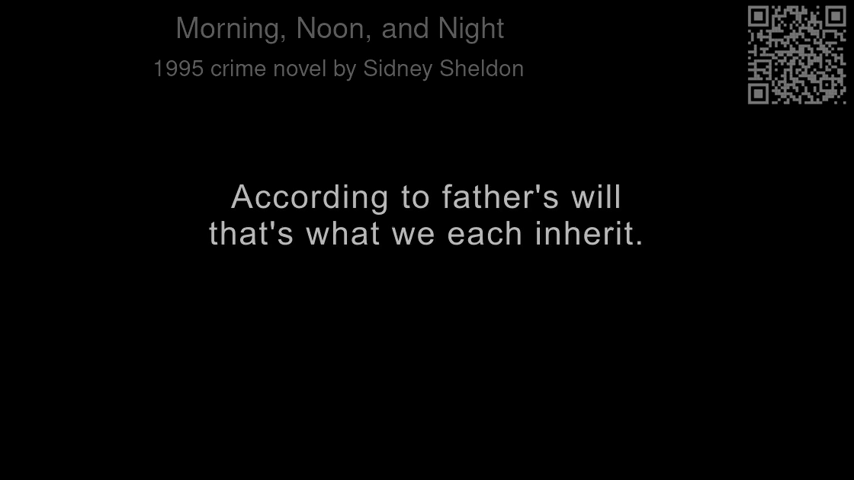 Morning, Noon, and Night
1995 crime novel by Sidney Sheldon
According to father's will
that's what we each inherit.